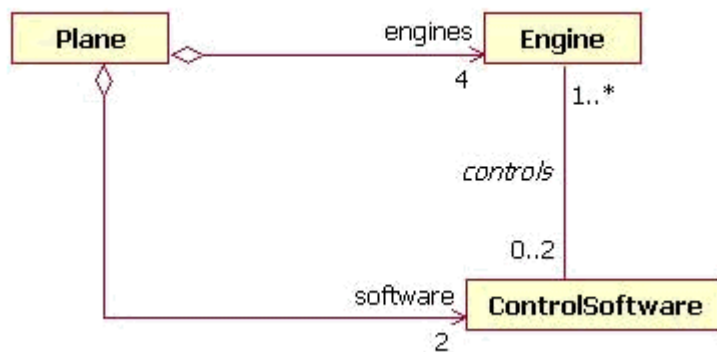 Plane
engines
Engine
4
1..*
controls
0..2
software
ControlSoftware
2